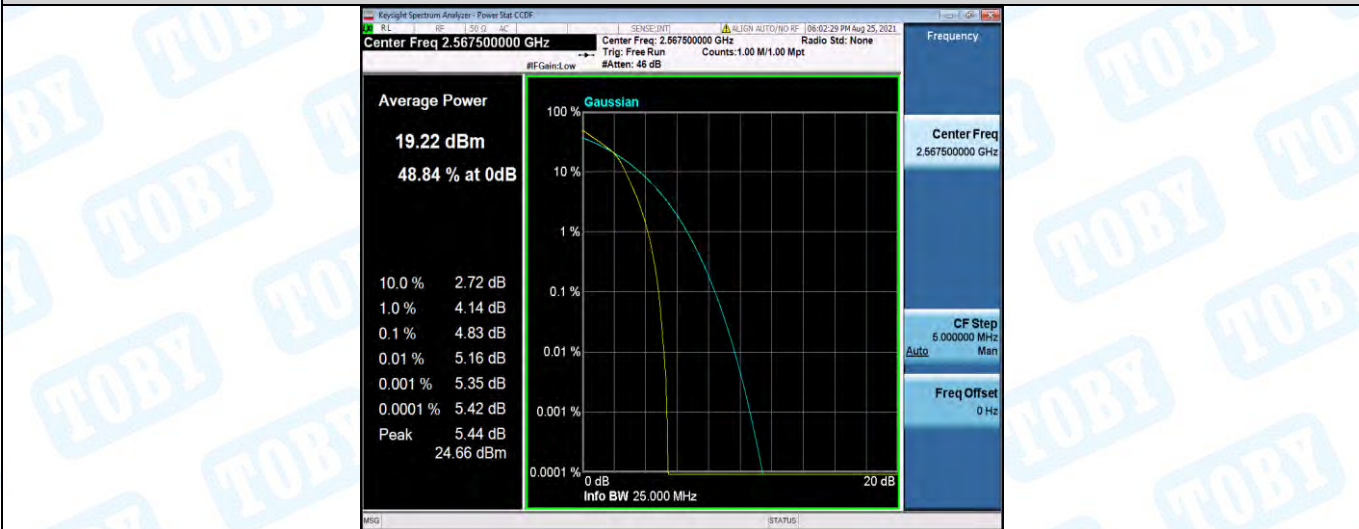 Keysight Spectrum Analyzer - Power Stat CCDF
RL RF 50 Ω AC SENSE:INT ALIGN AUTO/NO RF 06:02:29 PM Aug 25, 2021
Center Freq 2.567500000 GHz
Center Freq: 2.567500000 GHz Radio Std: None
Trig: Free Run Counts:1.00 M/1.00 Mpt
#IFGain:Low #Atten: 46 dB
Frequency
Average Power
19.22 dBm
48.84 % at 0dB
10.0 % 2.72 dB
1.0 % 4.14 dB
0.1 % 4.83 dB
0.01 % 5.16 dB
0.001 % 5.35 dB
0.0001 % 5.42 dB
Peak 5.44 dB
24.66 dBm
Gaussian
100 %
10 %
1 %
0.1 %
0.01 %
0.001 %
0.0001 %
0 dB 20 dB
Info BW 25.000 MHz
Center Freq
2.567500000 GHz
CF Step
5.000000 MHz
Auto Man
Freq Offset
0 Hz
MSG STATUS
TOBY
TOBY
TOBY
TOBY
TOBY
TOBY
TOBY